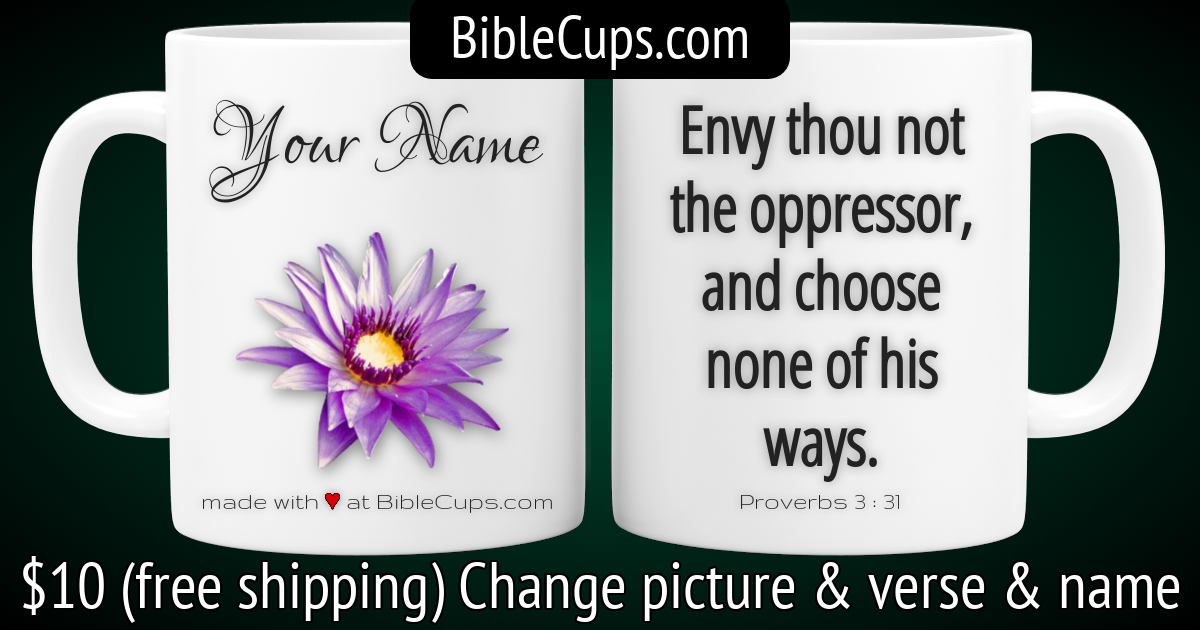 BibleCups.com
Your Name
made with ♥ at BibleCups.com
Envy thou not
the oppressor,
and choose
none of his
ways.
Proverbs 3 : 31
$10 (free shipping) Change picture & verse & name